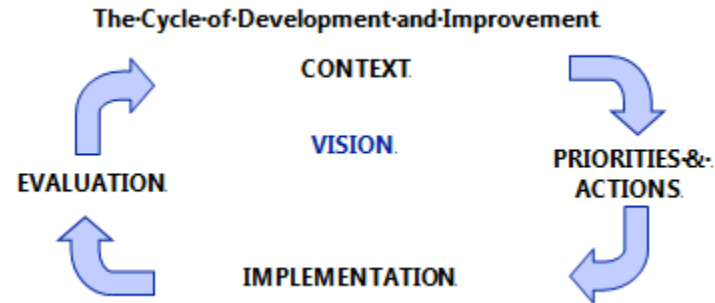 The·Cycle·of·Development·and·Improvement
CONTEXT
VISION
PRIORITIES·&·
ACTIONS
EVALUATION
IMPLEMENTATION